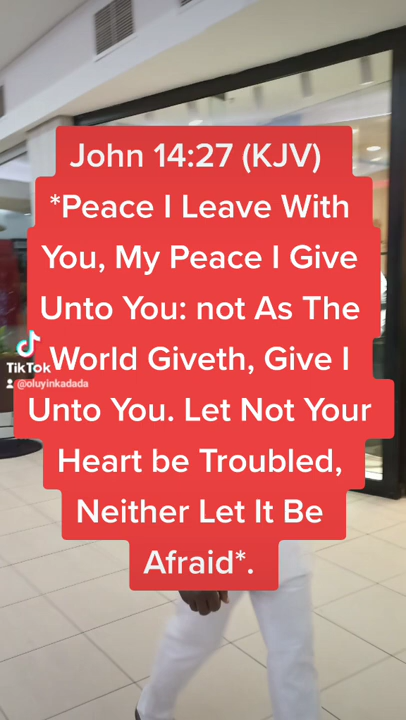 John 14:27 (KJV)
*Peace I Leave With
You, My Peace I Give
Unto You: not As The
World Giveth, Give I
Unto You. Let Not Your
Heart be Troubled,
Neither Let It Be
Afraid*.
TikTok
@oluyinkadada